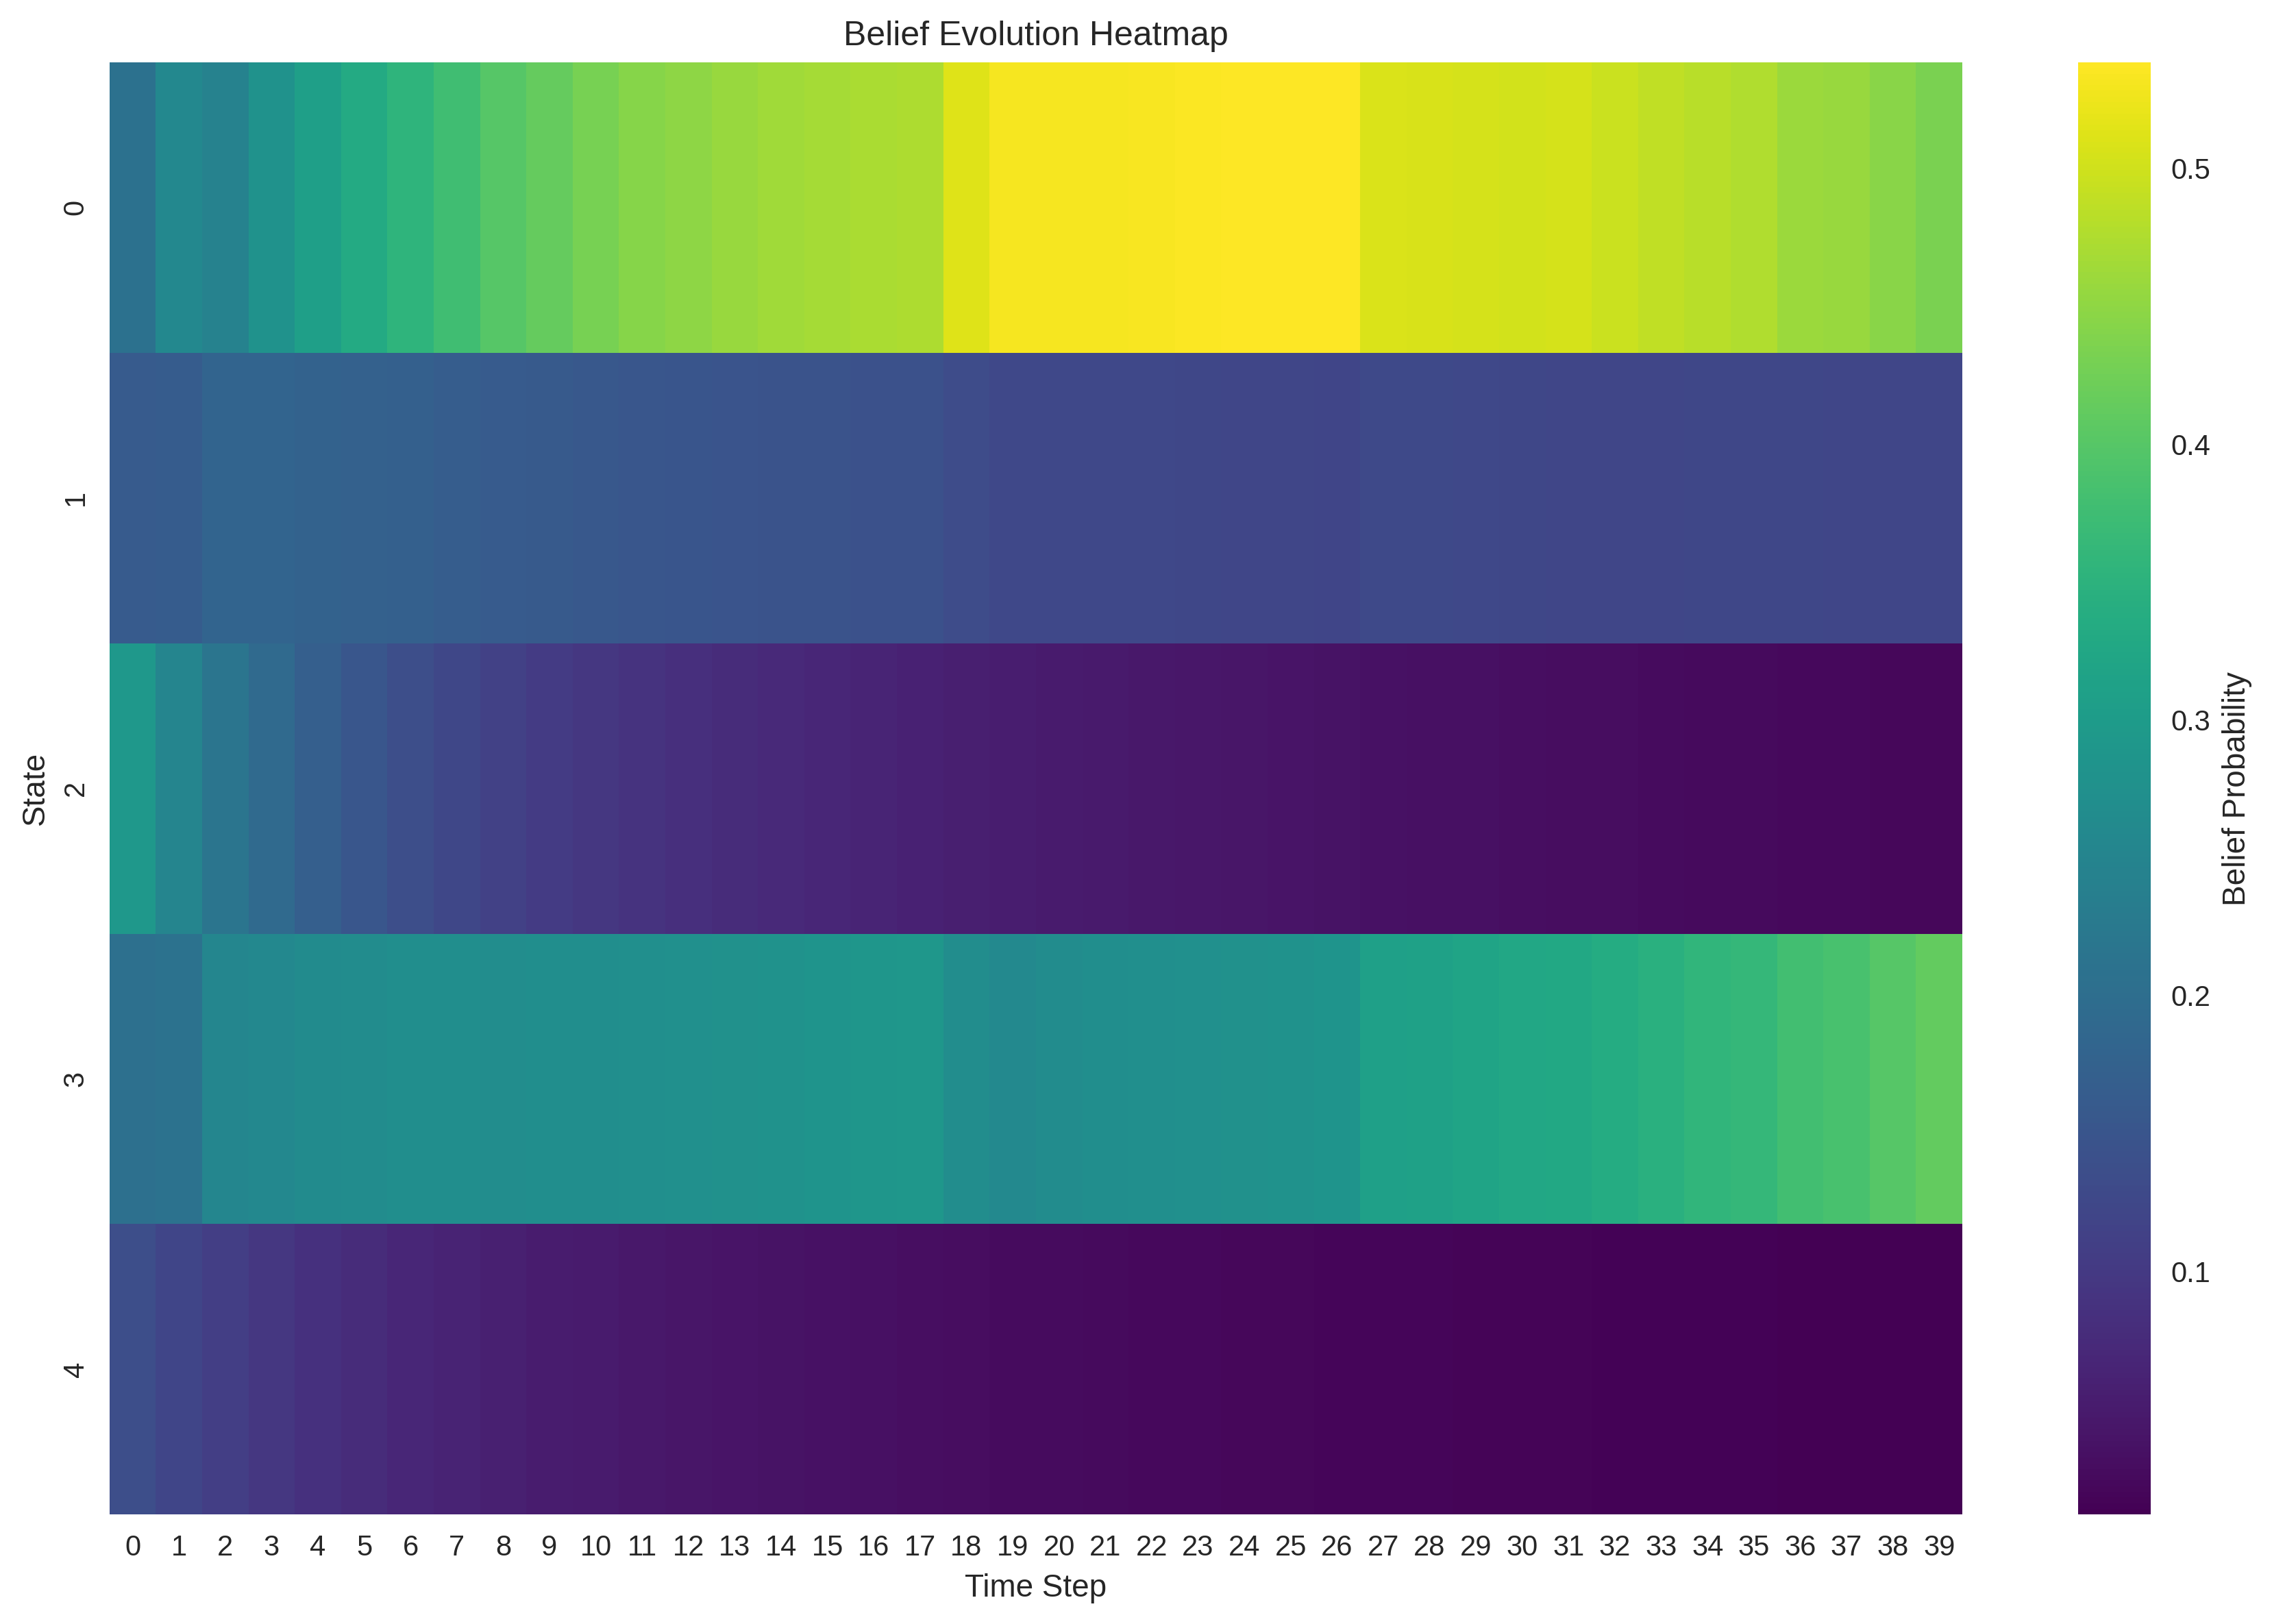 Belief Evolution Heatmap
State
0
1
2
3
4
0 1 2 3 4 5 6 7 8 9 10 11 12 13 14 15 16 17 18 19 20 21 22 23 24 25 26 27 28 29 30 31 32 33 34 35 36 37 38 39
Time Step
0.5
0.4
0.3
0.2
0.1
Belief Probability